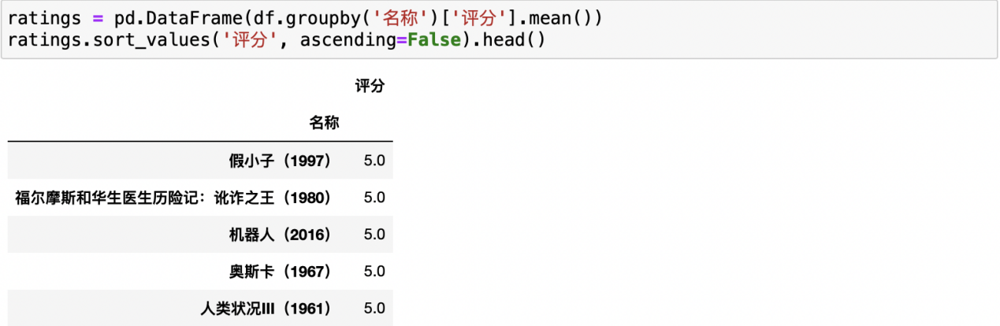 ratings = pd.DataFrame(df.groupby('名称')['评分'].mean())
ratings.sort_values('评分', ascending=False).head()
评分
名称
假小子（1997） 5.0
福尔摩斯和华生医生历险记：讹诈之王（1980） 5.0
机器人（2016） 5.0
奥斯卡（1967） 5.0
人类状况III（1961） 5.0